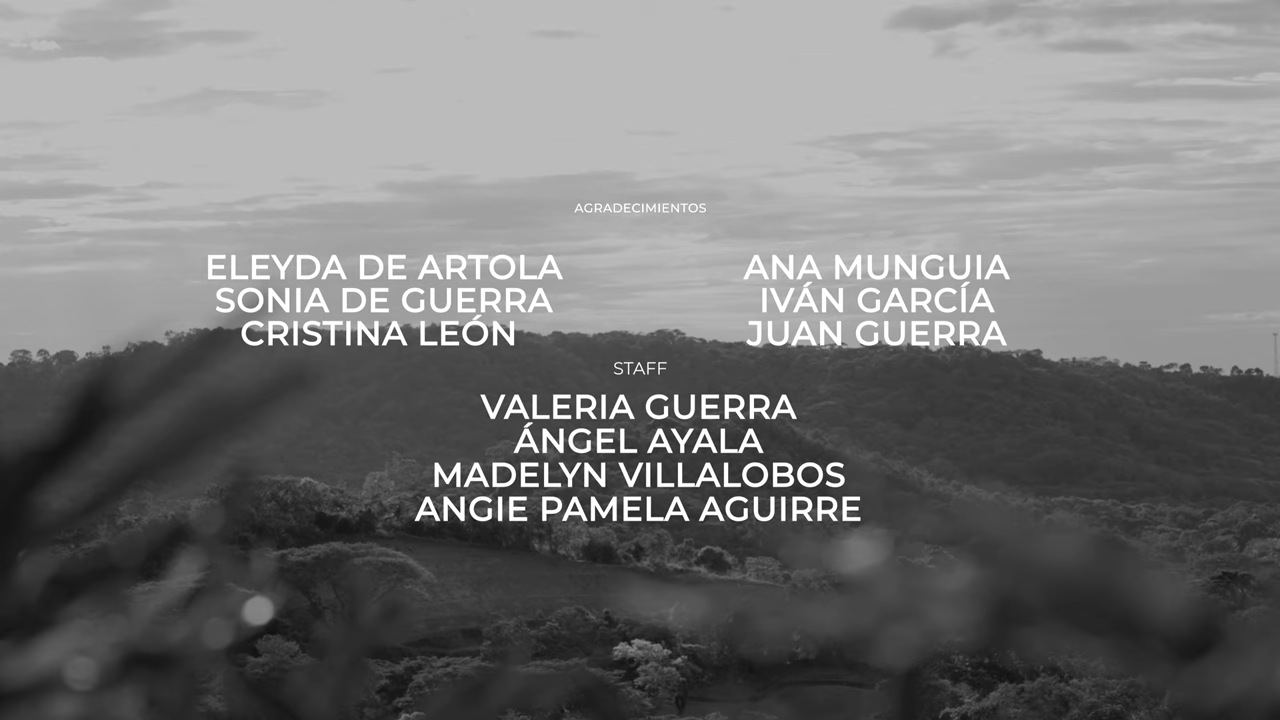 AGRADECIMIENTOS
ELEYDA DE ARTOLA
SONIA DE GUERRA
CRISTINA LEÓN
ANA MUNGUIA
IVÁN GARCÍA
JUAN GUERRA
STAFF
VALERIA GUERRA
ÁNGEL AYALA
MADELYN VILLALOBOS
ANGIE PAMELA AGUIRRE